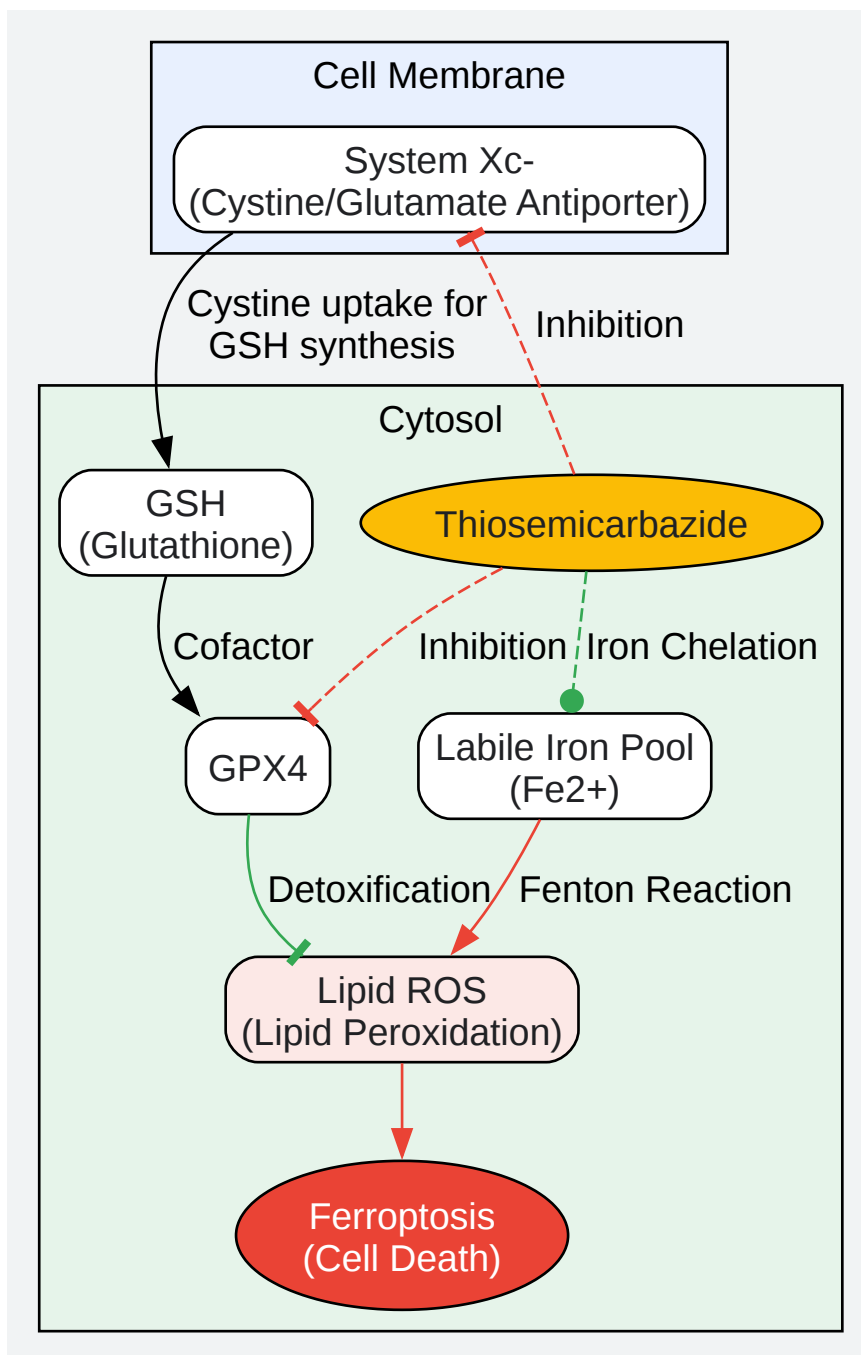 Cell Membrane
System Xc-
(Cystine/Glutamate Antiporter)
Cystine uptake for
GSH synthesis
Inhibition
Cytosol
GSH
(Glutathione)
Thiosemicarbazide
Cofactor
Inhibition
Iron Chelation
GPX4
Labile Iron Pool
(Fe2+)
Detoxification
Fenton Reaction
Lipid ROS
(Lipid Peroxidation)
Ferroptosis
(Cell Death)